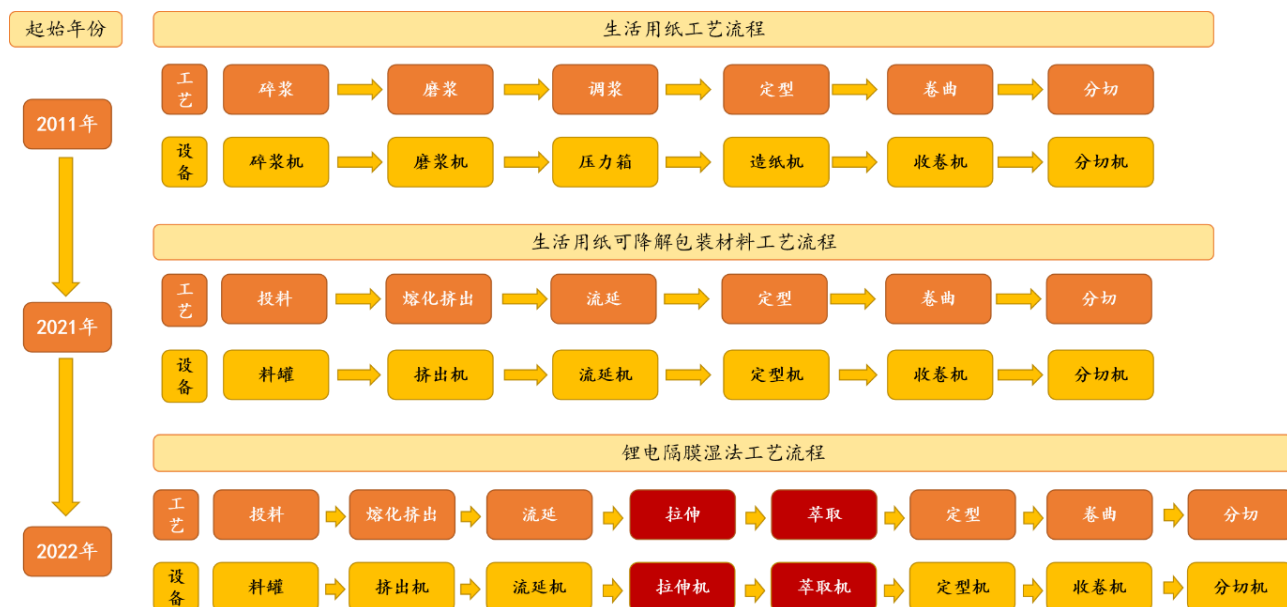 起始年份
生活用纸工艺流程
工艺 碎浆 磨浆 调浆 定型 卷曲 分切
2011年
设备 碎浆机 磨浆机 压力箱 造纸机 收卷机 分切机
生活用纸可降解包装材料工艺流程
工艺 投料 熔化挤出 流延 定型 卷曲 分切
2021年
设备 料罐 挤出机 流延机 定型机 收卷机 分切机
锂电隔膜湿法工艺流程
工艺 投料 熔化挤出 流延 拉伸 萃取 定型 卷曲 分切
2022年
设备 料罐 挤出机 流延机 拉伸机 萃取机 定型机 收卷机 分切机